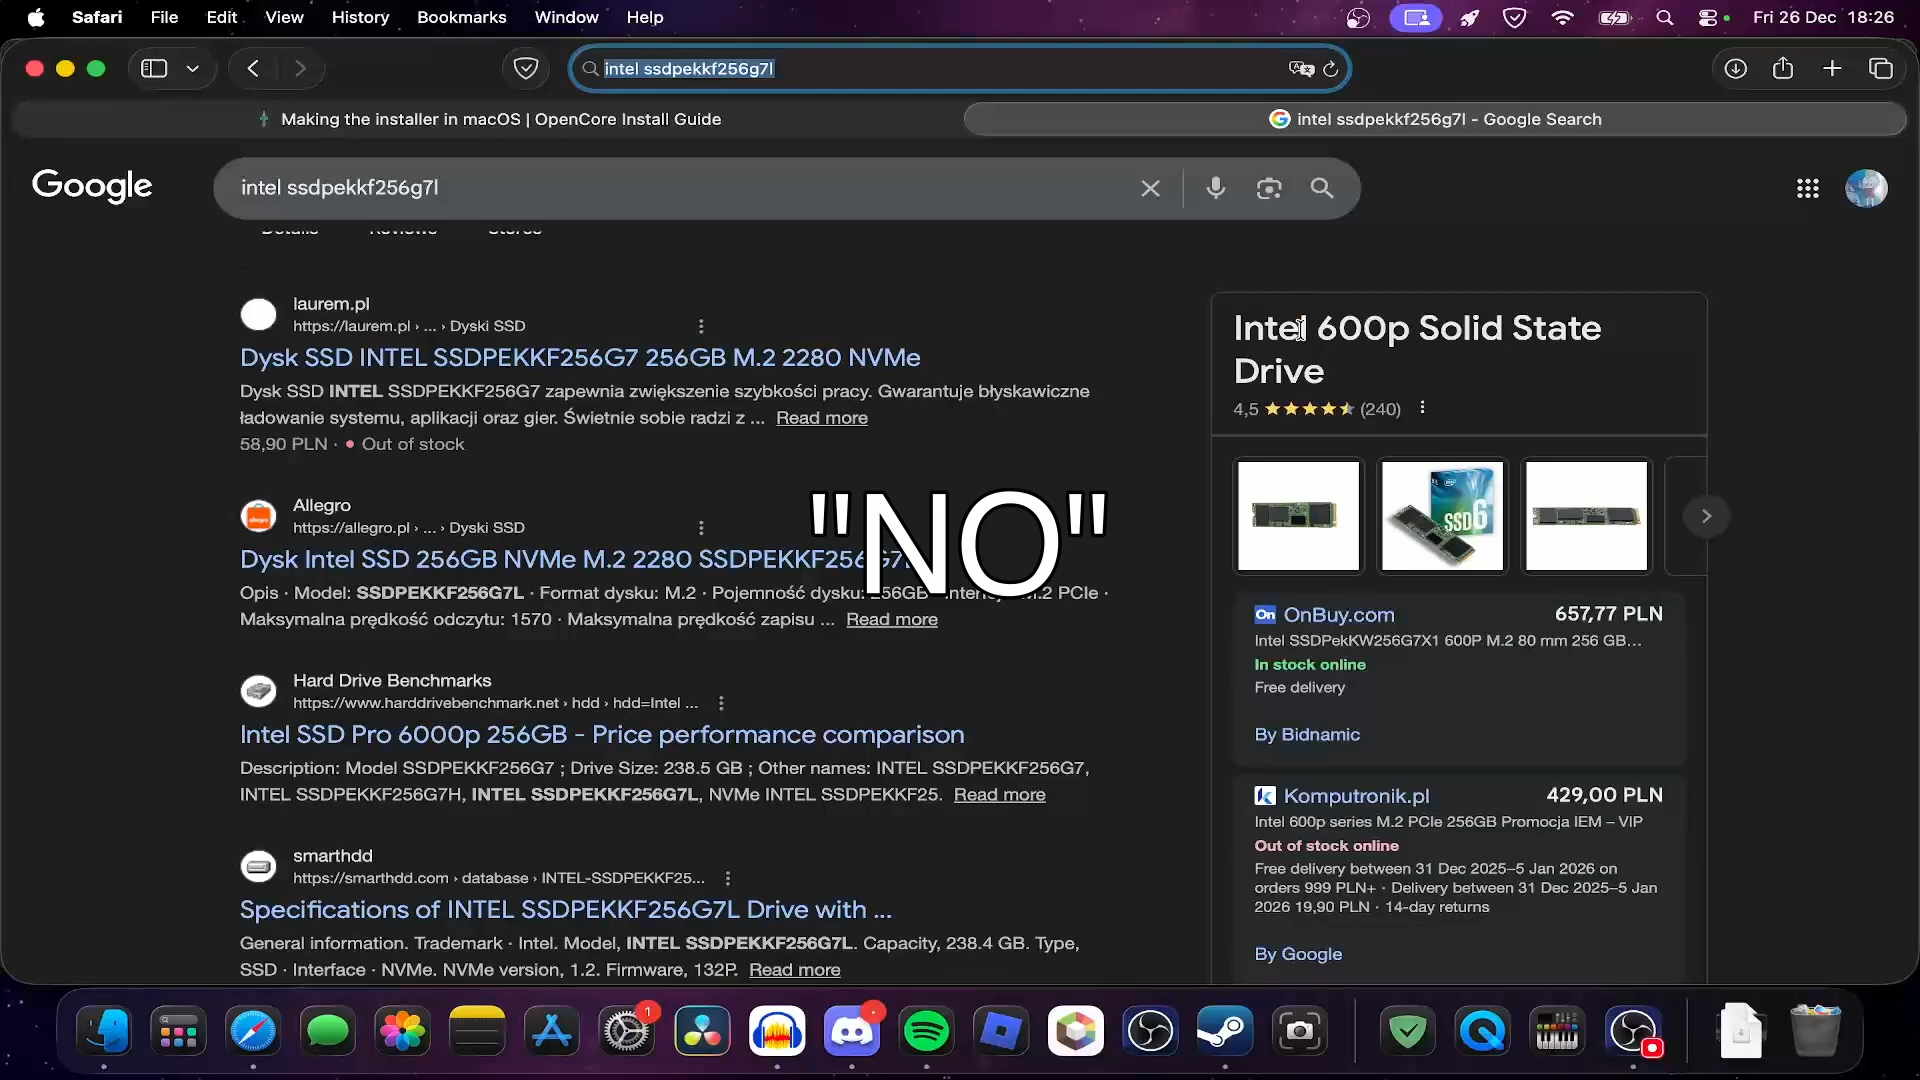 Safari File Edit View History Bookmarks Window Help
Fri 26 Dec 18:26
intel ssdpekkf256g7l
Making the installer in macOS | OpenCore Install Guide
intel ssdpekkf256g7l - Google Search
Google
intel ssdpekkf256g7l
Details Reviews Stores
laurem.pl
https://laurem.pl › ... › Dyski SSD
Dysk SSD INTEL SSDPEKKF256G7 256GB M.2 2280 NVMe
Dysk SSD INTEL SSDPEKKF256G7 zapewnia zwiększenie szybkości pracy. Gwarantuje błyskawiczne
ładowanie systemu, aplikacji oraz gier. Świetnie sobie radzi z ... Read more
58,90 PLN · Out of stock
Allegro
https://allegro.pl › ... › Dyski SSD
Dysk Intel SSD 256GB NVMe M.2 2280 SSDPEKKF256G7L
Opis · Model: SSDPEKKF256G7L · Format dysku: M.2 · Pojemność dysku: 256GB · Interfejs: M.2 PCIe ·
Maksymalna prędkość odczytu: 1570 · Maksymalna prędkość zapisu ... Read more
"NO"
Hard Drive Benchmarks
https://www.harddrivebenchmark.net › hdd › hdd=Intel ...
Intel SSD Pro 6000p 256GB - Price performance comparison
Description: Model SSDPEKKF256G7 ; Drive Size: 238.5 GB ; Other names: INTEL SSDPEKKF256G7,
INTEL SSDPEKKF256G7H, INTEL SSDPEKKF256G7L, NVMe INTEL SSDPEKKF25. Read more
smarthdd
https://smarthdd.com › database › INTEL-SSDPEKKF25...
Specifications of INTEL SSDPEKKF256G7L Drive with ...
General information. Trademark · Intel. Model, INTEL SSDPEKKF256G7L. Capacity, 238.4 GB. Type,
SSD · Interface · NVMe. NVMe version, 1.2. Firmware, 132P. Read more
Intel 600p Solid State
Drive
4,5 (240)
SSD6
On OnBuy.com 657,77 PLN
Intel SSDPekKW256G7X1 600P M.2 80 mm 256 GB...
In stock online
Free delivery
By Bidnamic
Komputronik.pl 429,00 PLN
Intel 600p series M.2 PCIe 256GB Promocja IEM – VIP
Out of stock online
Free delivery between 31 Dec 2025–5 Jan 2026 on
orders 999 PLN+ · Delivery between 31 Dec 2025–5 Jan
2026 19,90 PLN · 14-day returns
By Google
1